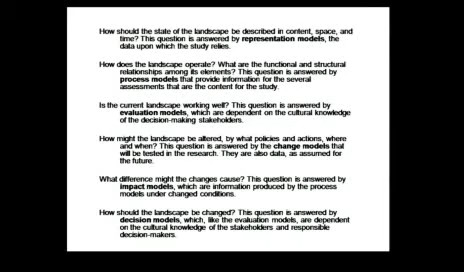 How should the state of the landscape be described in content, space, and
time? This question is answered by representation models, the
data upon which the study relies.
How does the landscape operate? What are the functional and structural
relationships among its elements? This question is answered by
process models that provide information for the several
assessments that are the content for the study.
Is the current landscape working well? This question is answered by
evaluation models, which are dependent on the cultural knowledge
of the decision-making stakeholders.
How might the landscape be altered, by what policies and actions, where
and when? This question is answered by the change models that
will be tested in the research. They are also data, as assumed for
the future.
What difference might the changes cause? This question is answered by
impact models, which are information produced by the process
models under changed conditions.
How should the landscape be changed? This question is answered by
decision models, which, like the evaluation models, are dependent
on the cultural knowledge of the stakeholders and responsible
decision-makers.